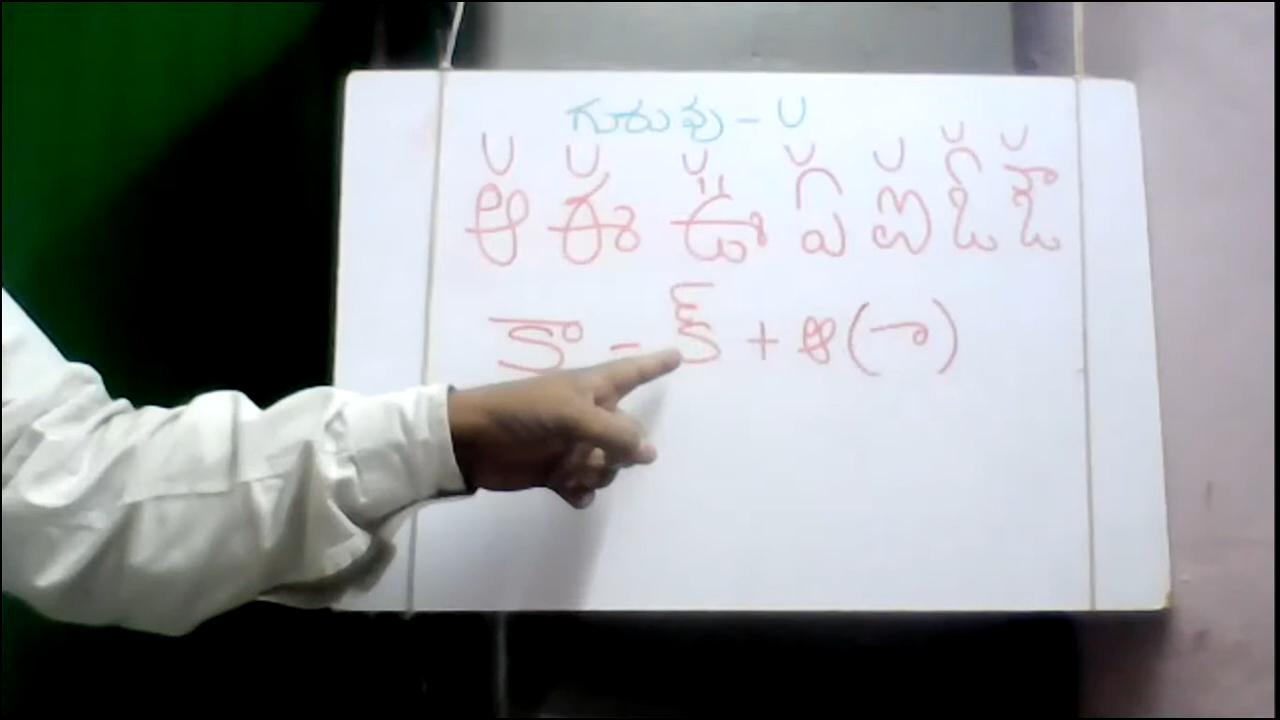 గురువు - U
ఆ ఈ ఊ ఏ ఐ ఓ ఔ
కా - క్ + ఆ (ా)